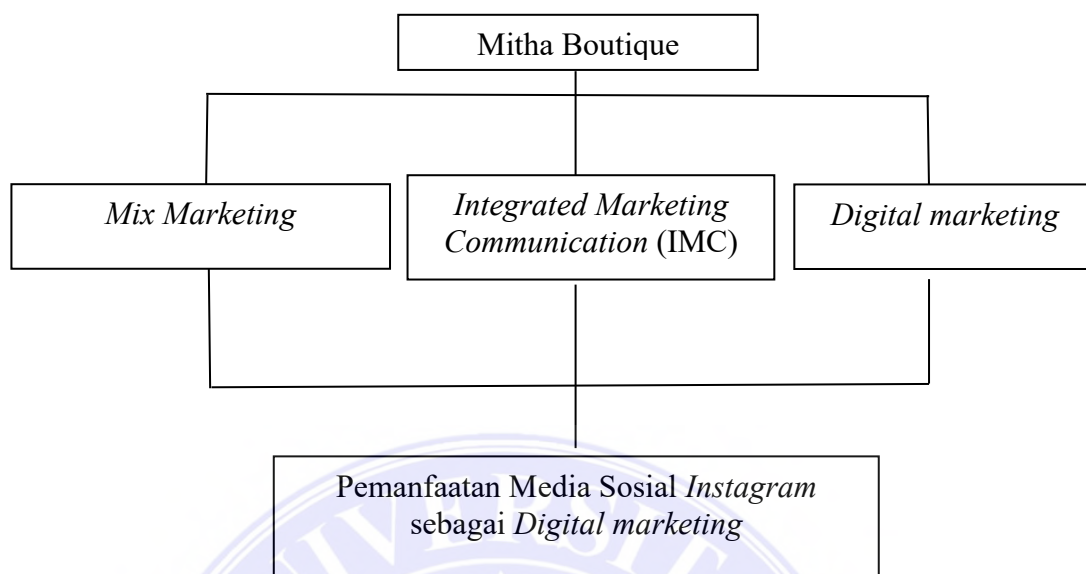 Mitha Boutique
Mix Marketing
Integrated Marketing
Communication (IMC)
Digital marketing
Pemanfaatan Media Sosial Instagram
sebagai Digital marketing